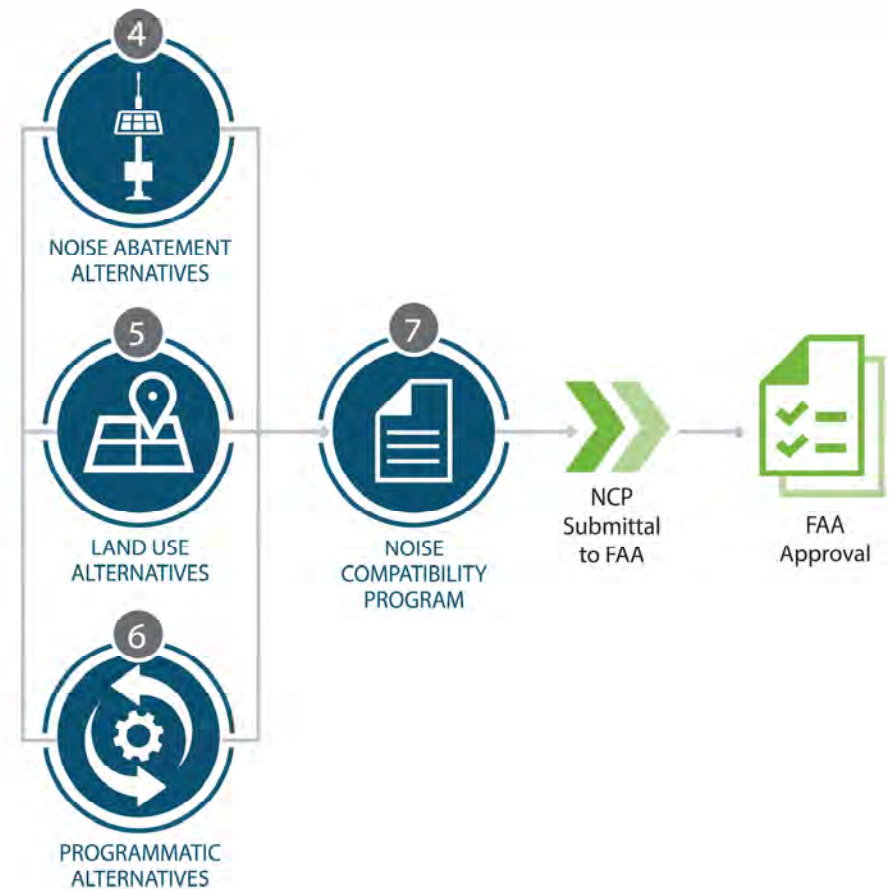 4
NOISE ABATEMENT
ALTERNATIVES
5
LAND USE
ALTERNATIVES
6
PROGRAMMATIC
ALTERNATIVES
7
NOISE
COMPATIBILITY
PROGRAM
NCP
Submittal
to FAA
FAA
Approval